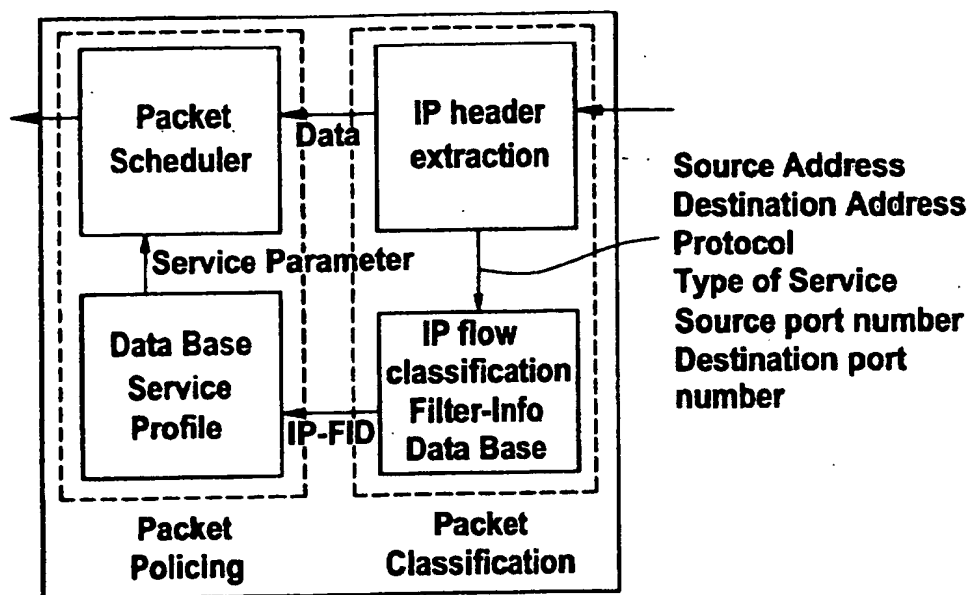 Packet
Scheduler
Data
IP header
extraction
Source Address
Destination Address
Protocol
Type of Service
Source port number
Destination port
number
Service Parameter
Data Base
Service
Profile
IP-FID
IP flow
classification
Filter-Info
Data Base
Packet
Policing
Packet
Classification